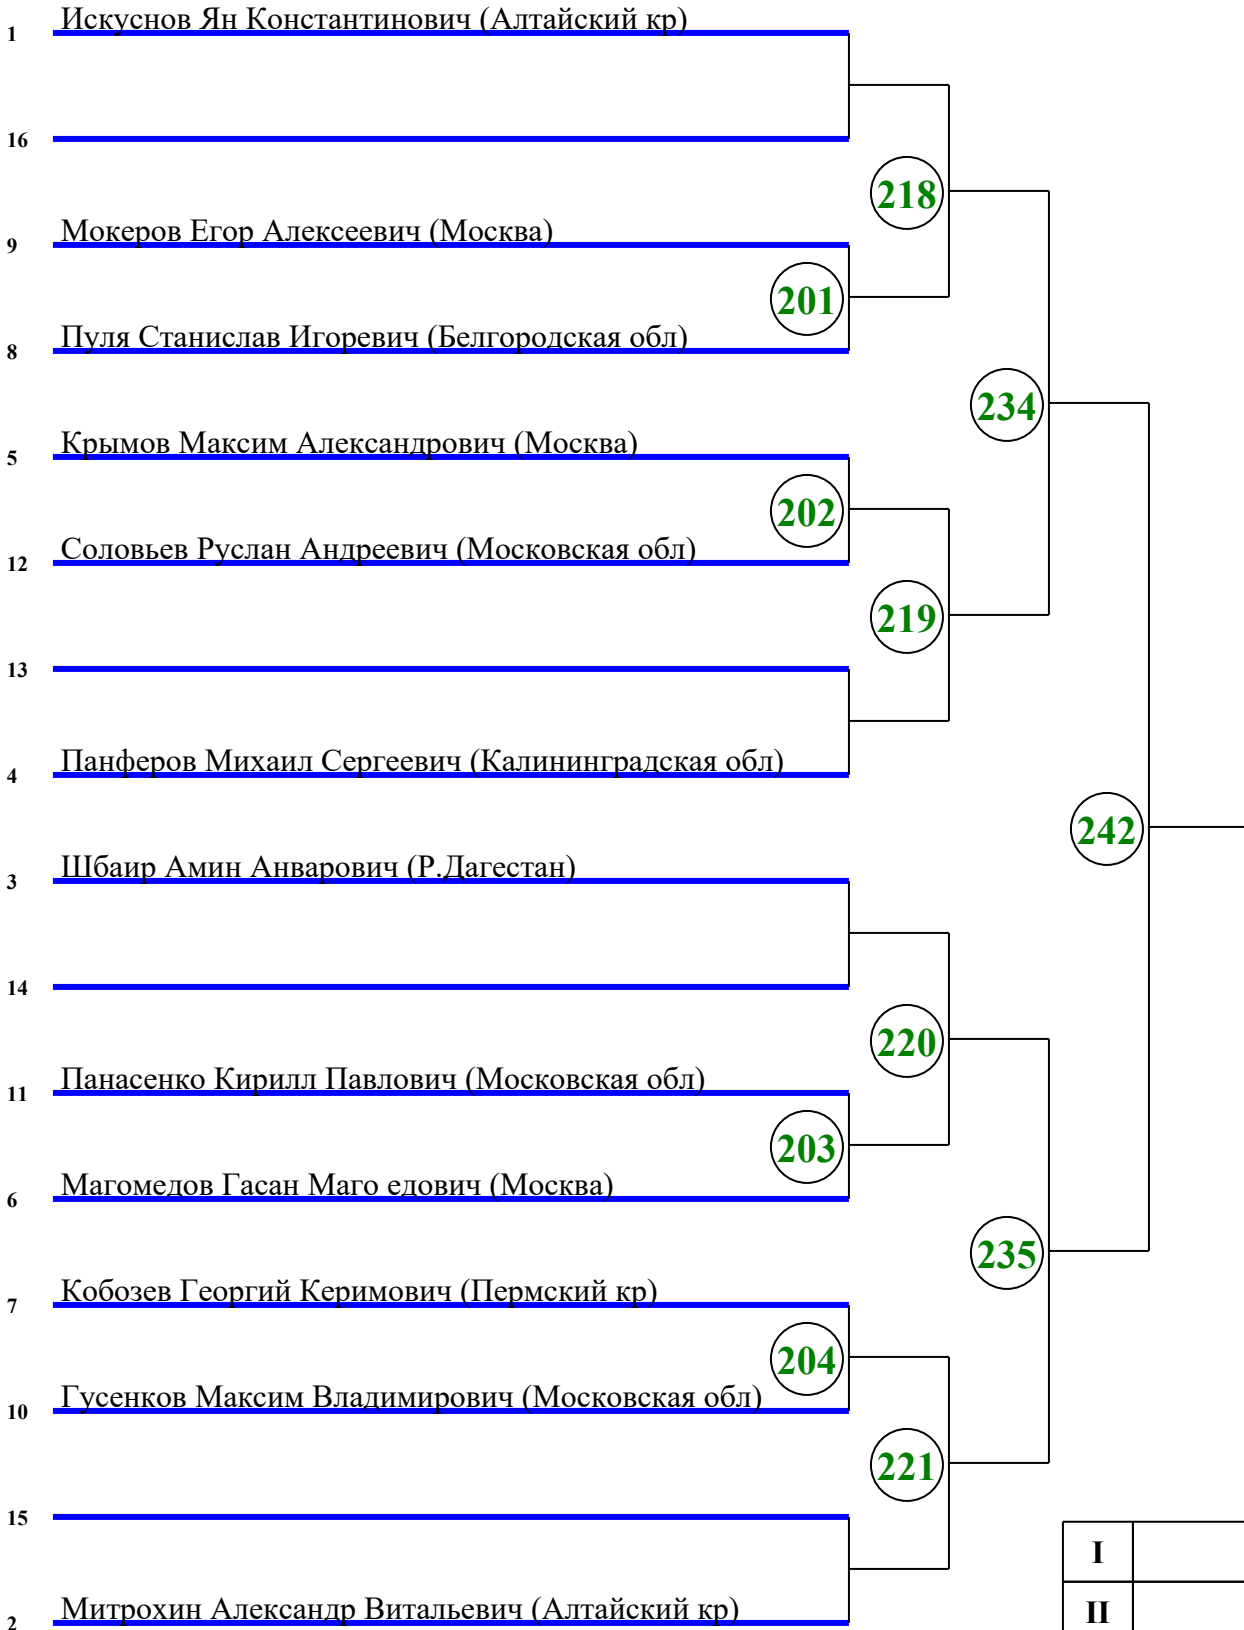 1 Искуснов Ян Константинович (Алтайский кр)
16
218
9 Мокеров Егор Алексеевич (Москва)
201
8 Пуля Станислав Игоревич (Белгородская обл)
234
5 Крымов Максим Александрович (Москва)
202
12 Соловьев Руслан Андреевич (Московская обл)
219
13
4 Панферов Михаил Сергеевич (Калининградская обл)
242
3 Шбаир Амин Анварович (Р.Дагестан)
14
220
11 Панасенко Кирилл Павлович (Московская обл)
203
6 Магомедов Гасан Маго едович (Москва)
235
7 Кобозев Георгий Керимович (Пермский кр)
204
10 Гусенков Максим Владимирович (Московская обл)
221
15
I
2 Митрохин Александр Витальевич (Алтайский кр)
II